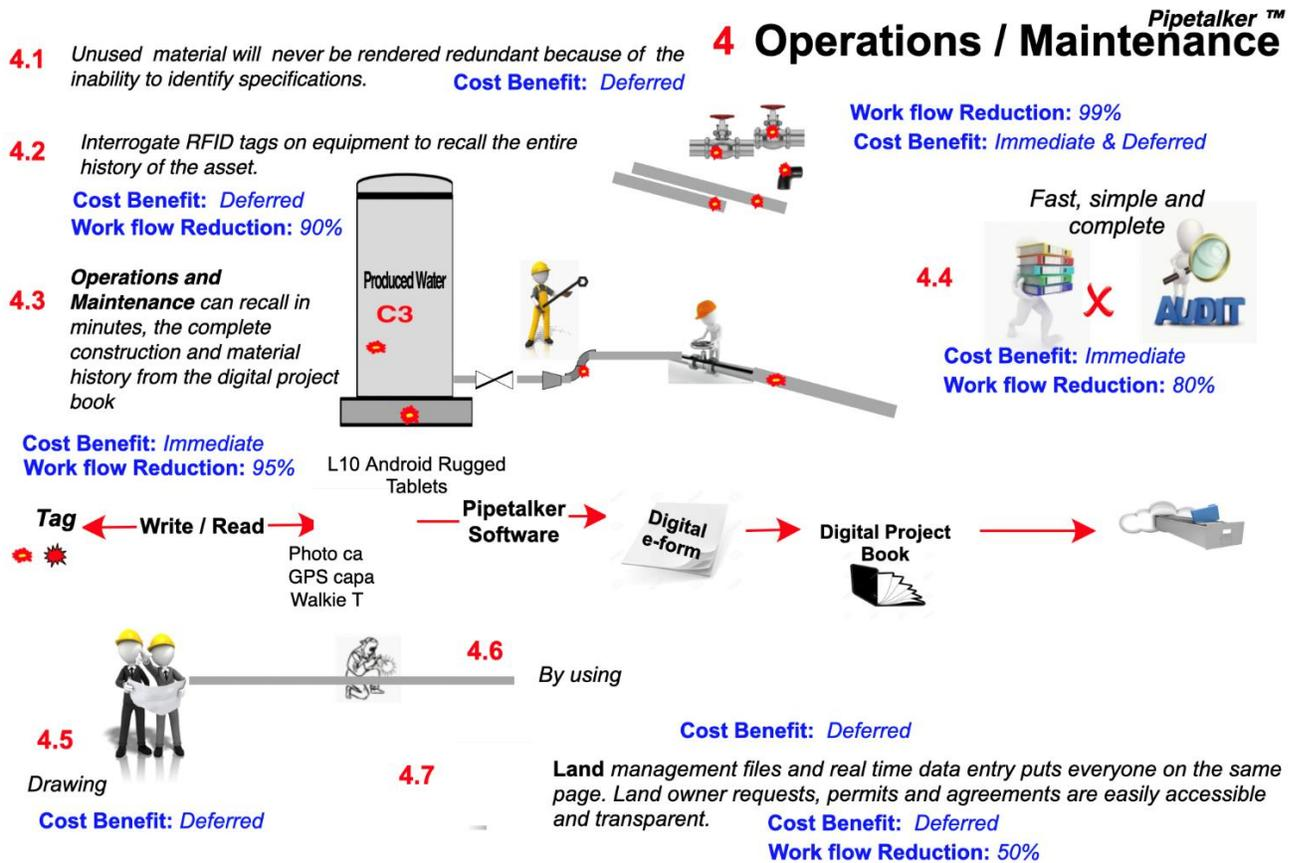 Pipetalker ™
4 Operations / Maintenance
4.1 Unused material will never be rendered redundant because of the
inability to identify specifications.
Cost Benefit: Deferred
Work flow Reduction: 99%
Cost Benefit: Immediate & Deferred
4.2 Interrogate RFID tags on equipment to recall the entire
history of the asset.
Cost Benefit: Deferred
Work flow Reduction: 90%
Fast, simple and
complete
4.3 Operations and
Maintenance can recall in
minutes, the complete
construction and material
history from the digital project
book
Cost Benefit: Immediate
Work flow Reduction: 95%
Produced Water
C3
4.4
X
AUDIT
Cost Benefit: Immediate
Work flow Reduction: 80%
L10 Android Rugged
Tablets
Tag
Write / Read
Photo ca
GPS capa
Walkie T
Pipetalker
Software
Digital
e-form
Digital Project
Book
4.5
Drawing
Cost Benefit: Deferred
4.6
By using
Cost Benefit: Deferred
4.7
Land management files and real time data entry puts everyone on the same
page. Land owner requests, permits and agreements are easily accessible
and transparent.
Cost Benefit: Deferred
Work flow Reduction: 50%